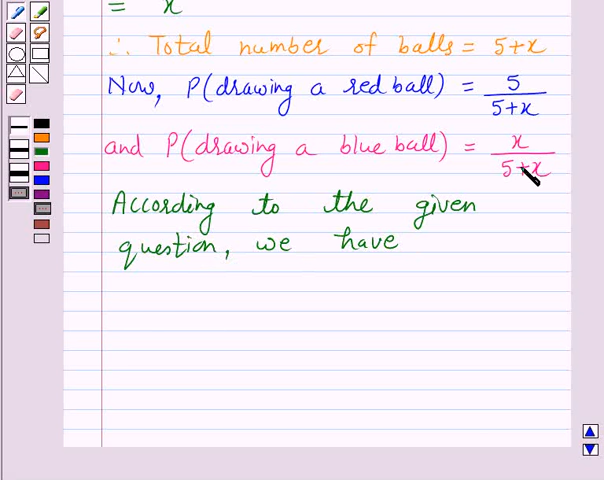 = x
∴ Total number of balls = 5+x
Now, P(drawing a red ball) = 5/(5+x)
and P(drawing a blue ball) = x/(5+x)
According to the given
question, we have